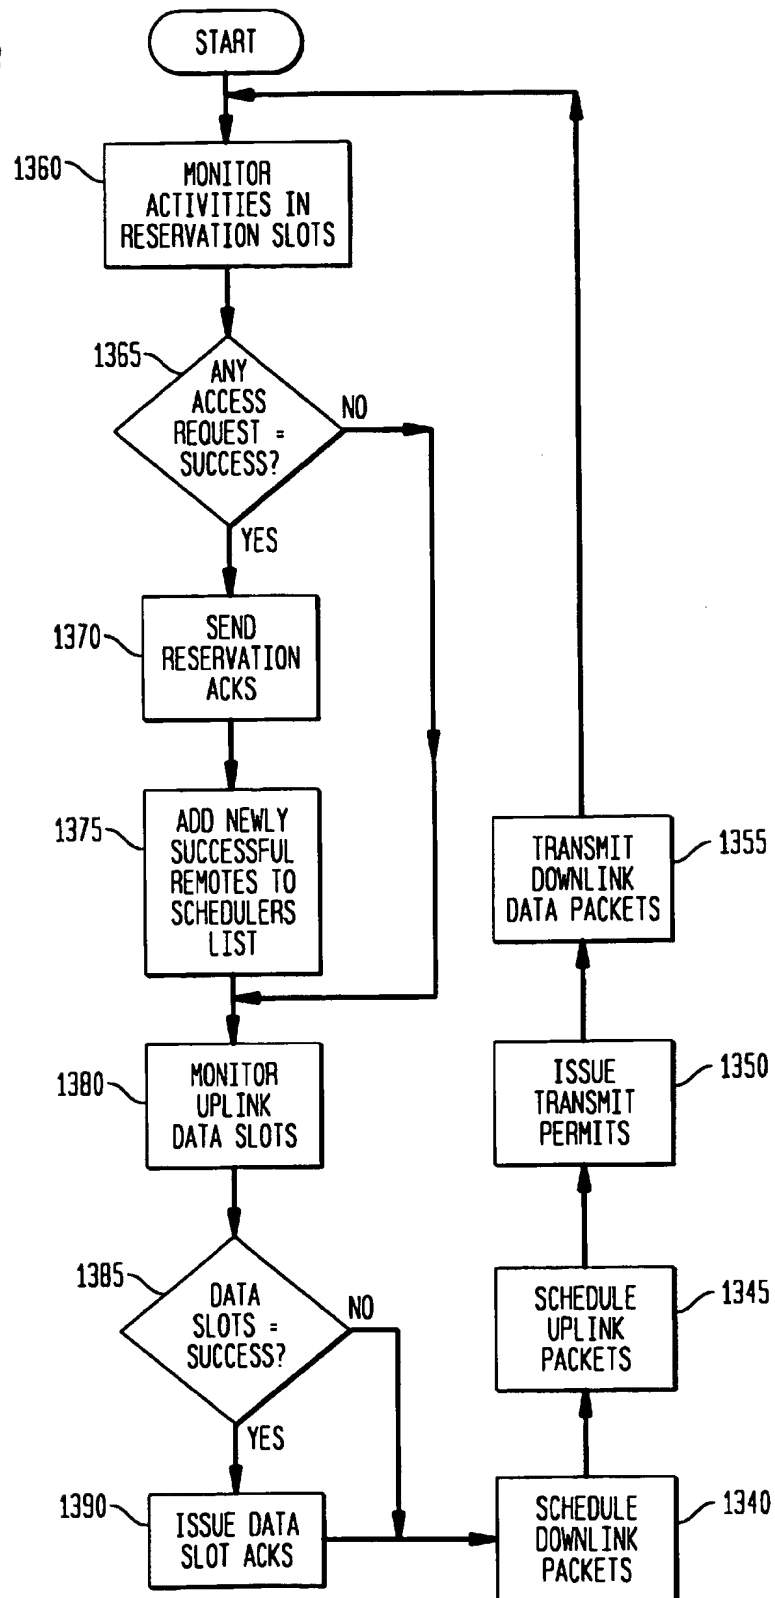 START
1360
MONITOR
ACTIVITIES IN
RESERVATION SLOTS
1365
ANY
ACCESS
REQUEST =
SUCCESS?
NO
YES
1370
SEND
RESERVATION
ACKS
1375
ADD NEWLY
SUCCESSFUL
REMOTES TO
SCHEDULERS
LIST
1380
MONITOR
UPLINK
DATA SLOTS
1385
DATA
SLOTS =
SUCCESS?
NO
YES
1390
ISSUE DATA
SLOT ACKS
SCHEDULE
DOWNLINK
PACKETS
1340
SCHEDULE
UPLINK
PACKETS
1345
ISSUE
TRANSMIT
PERMITS
1350
TRANSMIT
DOWNLINK
DATA PACKETS
1355